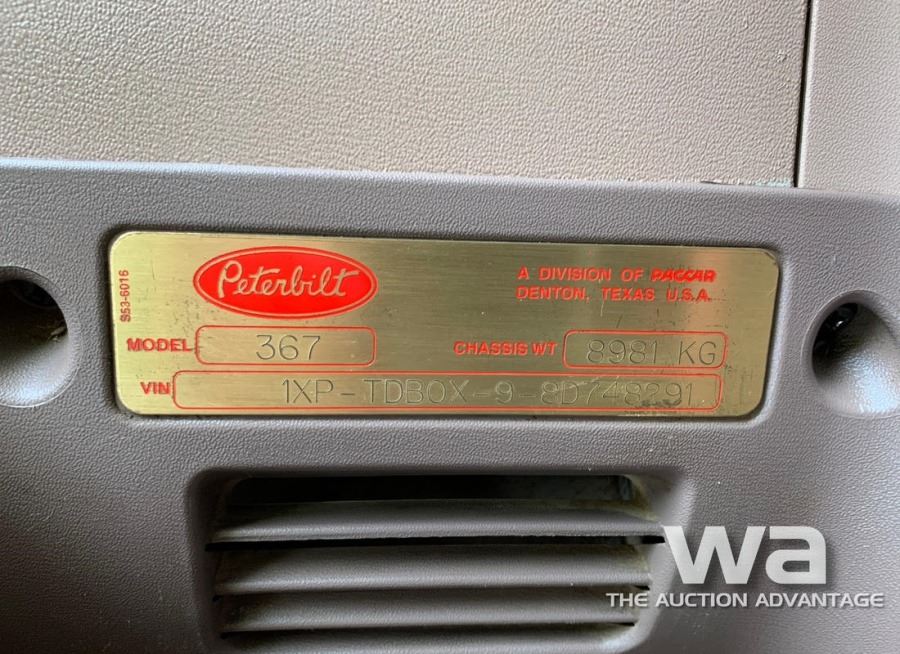 S53-6016
Peterbilt
A DIVISION OF PACCAR
DENTON, TEXAS U.S.A.
MODEL 367
CHASSIS WT 8981 KG
VIN 1XP-TDB0X-9-8D748291
wa
THE AUCTION ADVANTAGE